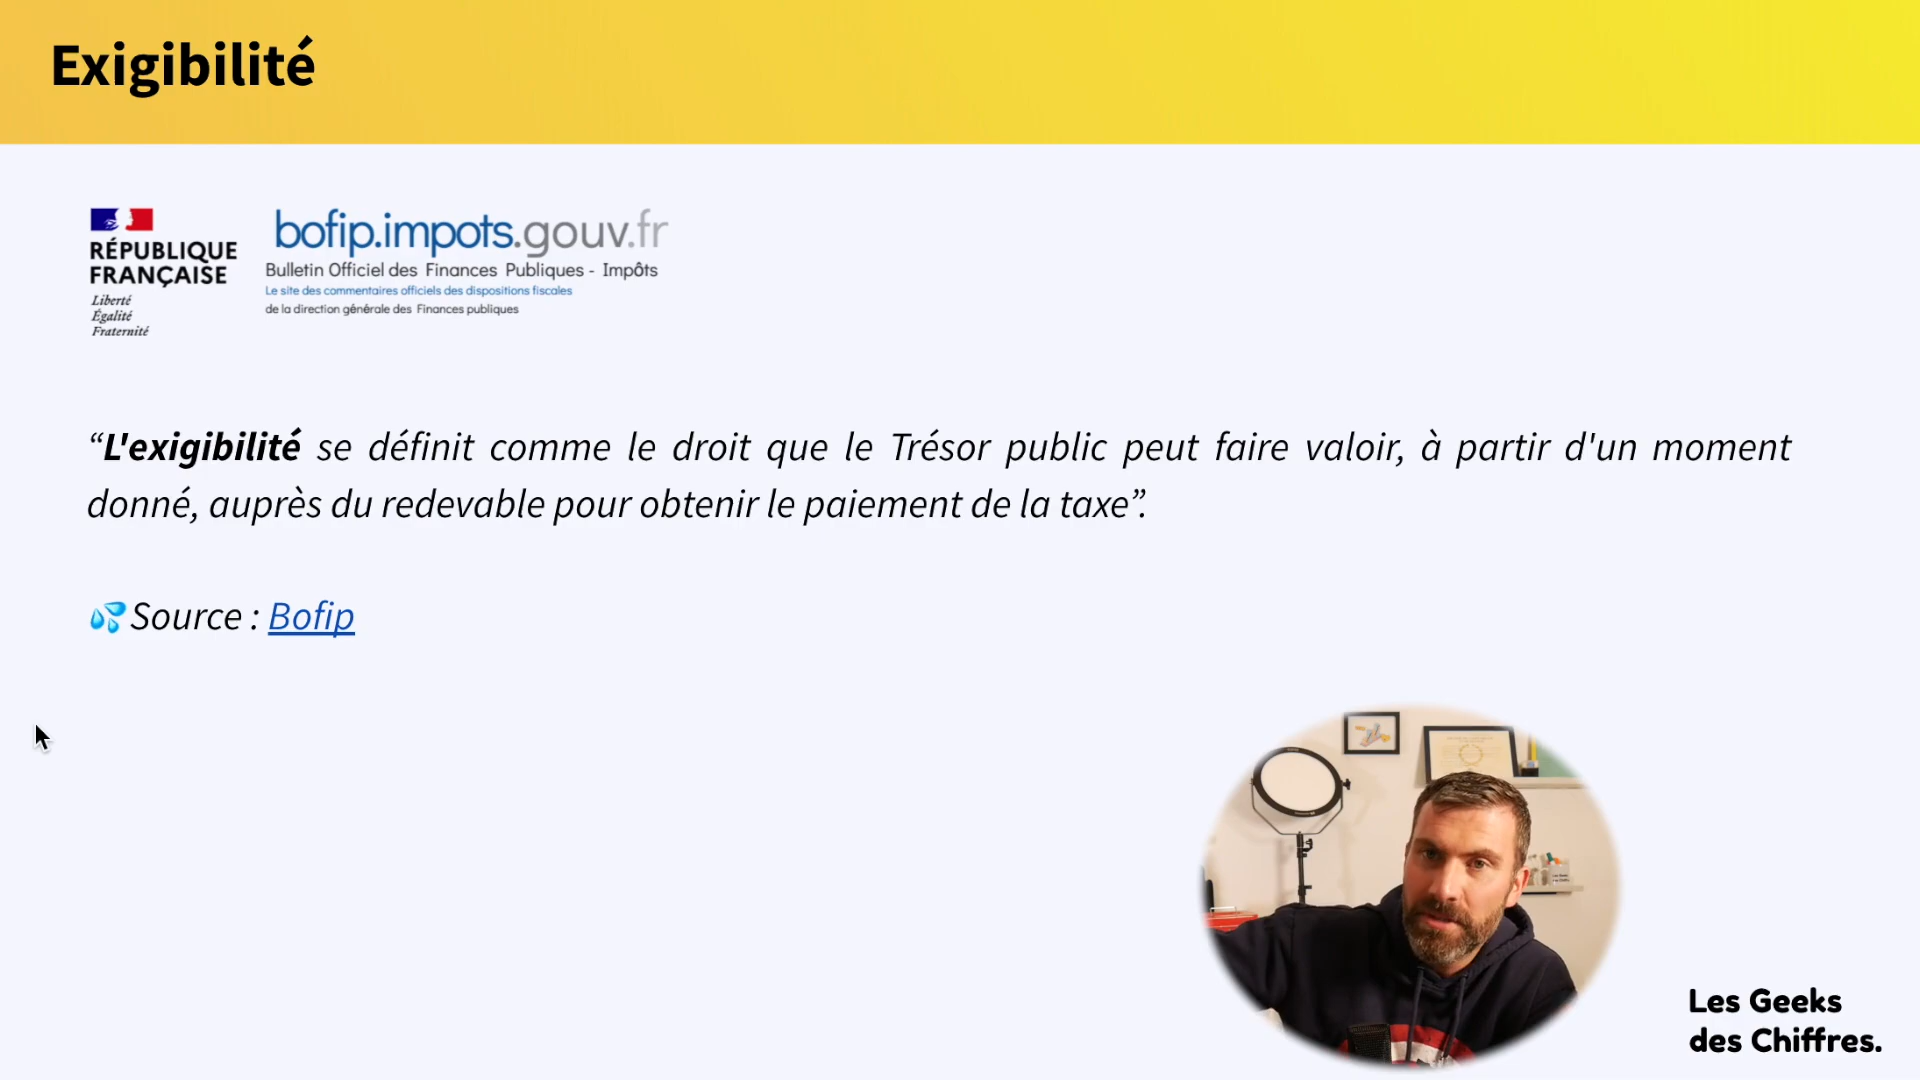 Exigibilité
RÉPUBLIQUE
FRANÇAISE
Liberté
Égalité
Fraternité
bofip.impots.gouv.fr
Bulletin Officiel des Finances Publiques - Impôts
Le site des commentaires officiels des dispositions fiscales
de la direction générale des Finances publiques
“L'exigibilité se définit comme le droit que le Trésor public peut faire valoir, à partir d'un moment
donné, auprès du redevable pour obtenir le paiement de la taxe”.
💦Source : Bofip
Les Geeks
des Chiffres.